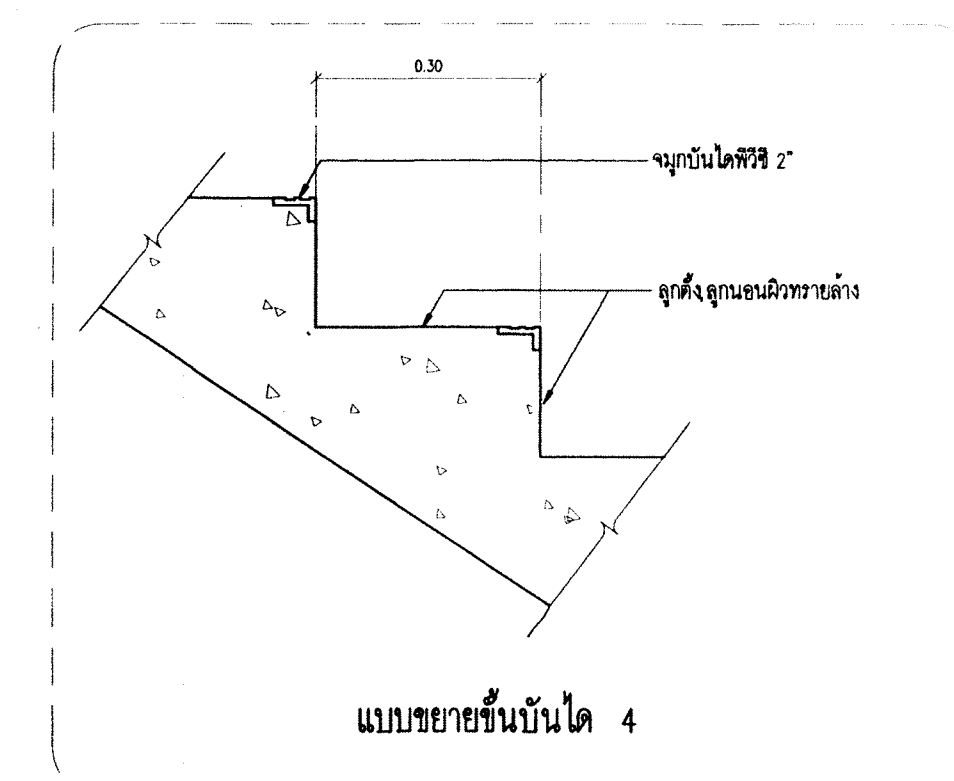 0.30
จมูกบันไดพีวีซี 2"
ลูกตั้ง,ลูกนอนผิวทรายล้าง
แบบขยายขั้นบันได 4